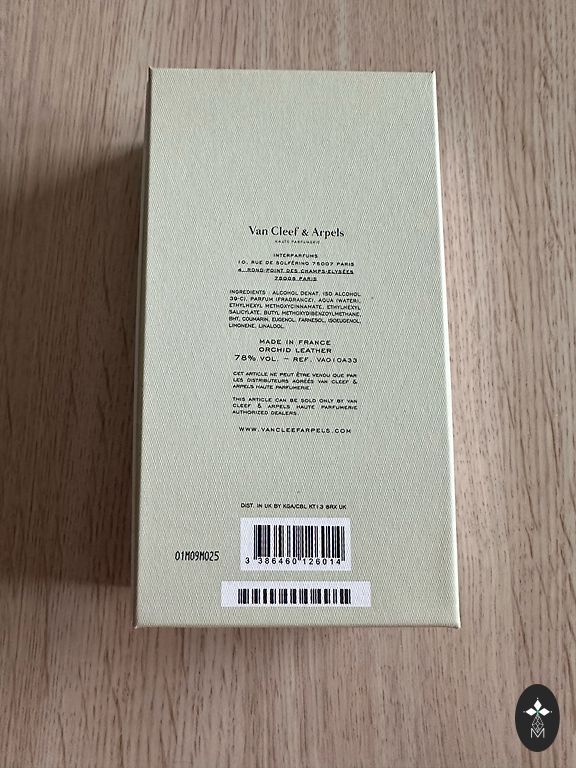 Van Cleef & Arpels
HAUTE PARFUMERIE
INTERPARFUMS
10, RUE DE SOLFÉRINO 75007 PARIS
4, ROND-POINT DES CHAMPS-ELYSÉES
75008 PARIS
INGREDIENTS : ALCOHOL DENAT. (SD ALCOHOL
39-C), PARFUM (FRAGRANCE), AQUA (WATER),
ETHYLHEXYL METHOXYCINNAMATE, ETHYLHEXYL
SALICYLATE, BUTYL METHOXYDIBENZOYLMETHANE,
BHT, COUMARIN, EUGENOL, FARNESOL, ISOEUGENOL,
LIMONENE, LINALOOL.
MADE IN FRANCE
ORCHID LEATHER
78% VOL. ~ REF. VA010A33
CET ARTICLE NE PEUT ÊTRE VENDU QUE PAR
LES DISTRIBUTEURS AGRÉÉS VAN CLEEF &
ARPELS HAUTE PARFUMERIE.
THIS ARTICLE CAN BE SOLD ONLY BY VAN
CLEEF & ARPELS HAUTE PARFUMERIE
AUTHORIZED DEALERS.
WWW.VANCLEEFARPELS.COM
DIST. IN UK BY KGA/CBL KT1 3 8RX UK
01M09M025
3 386460 126014
M